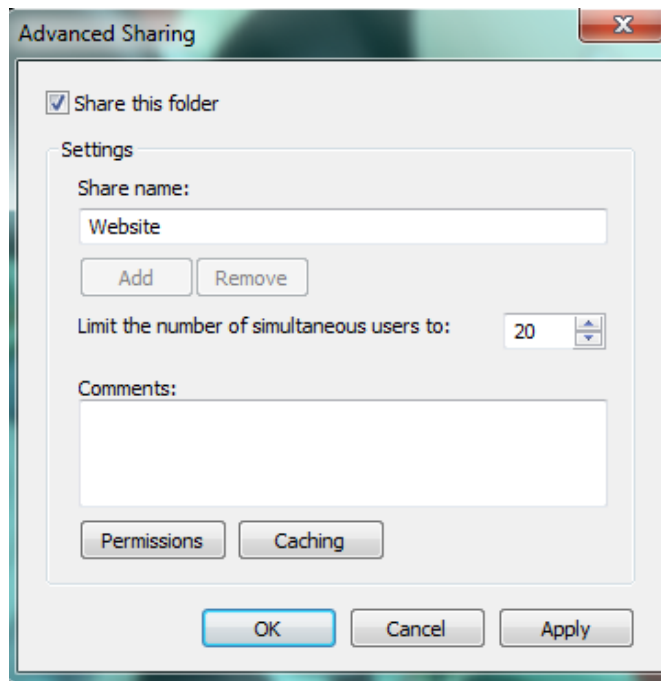 Advanced Sharing
Share this folder
Settings
Share name:
Website
Add Remove
Limit the number of simultaneous users to: 20
Comments:
Permissions Caching
OK Cancel Apply